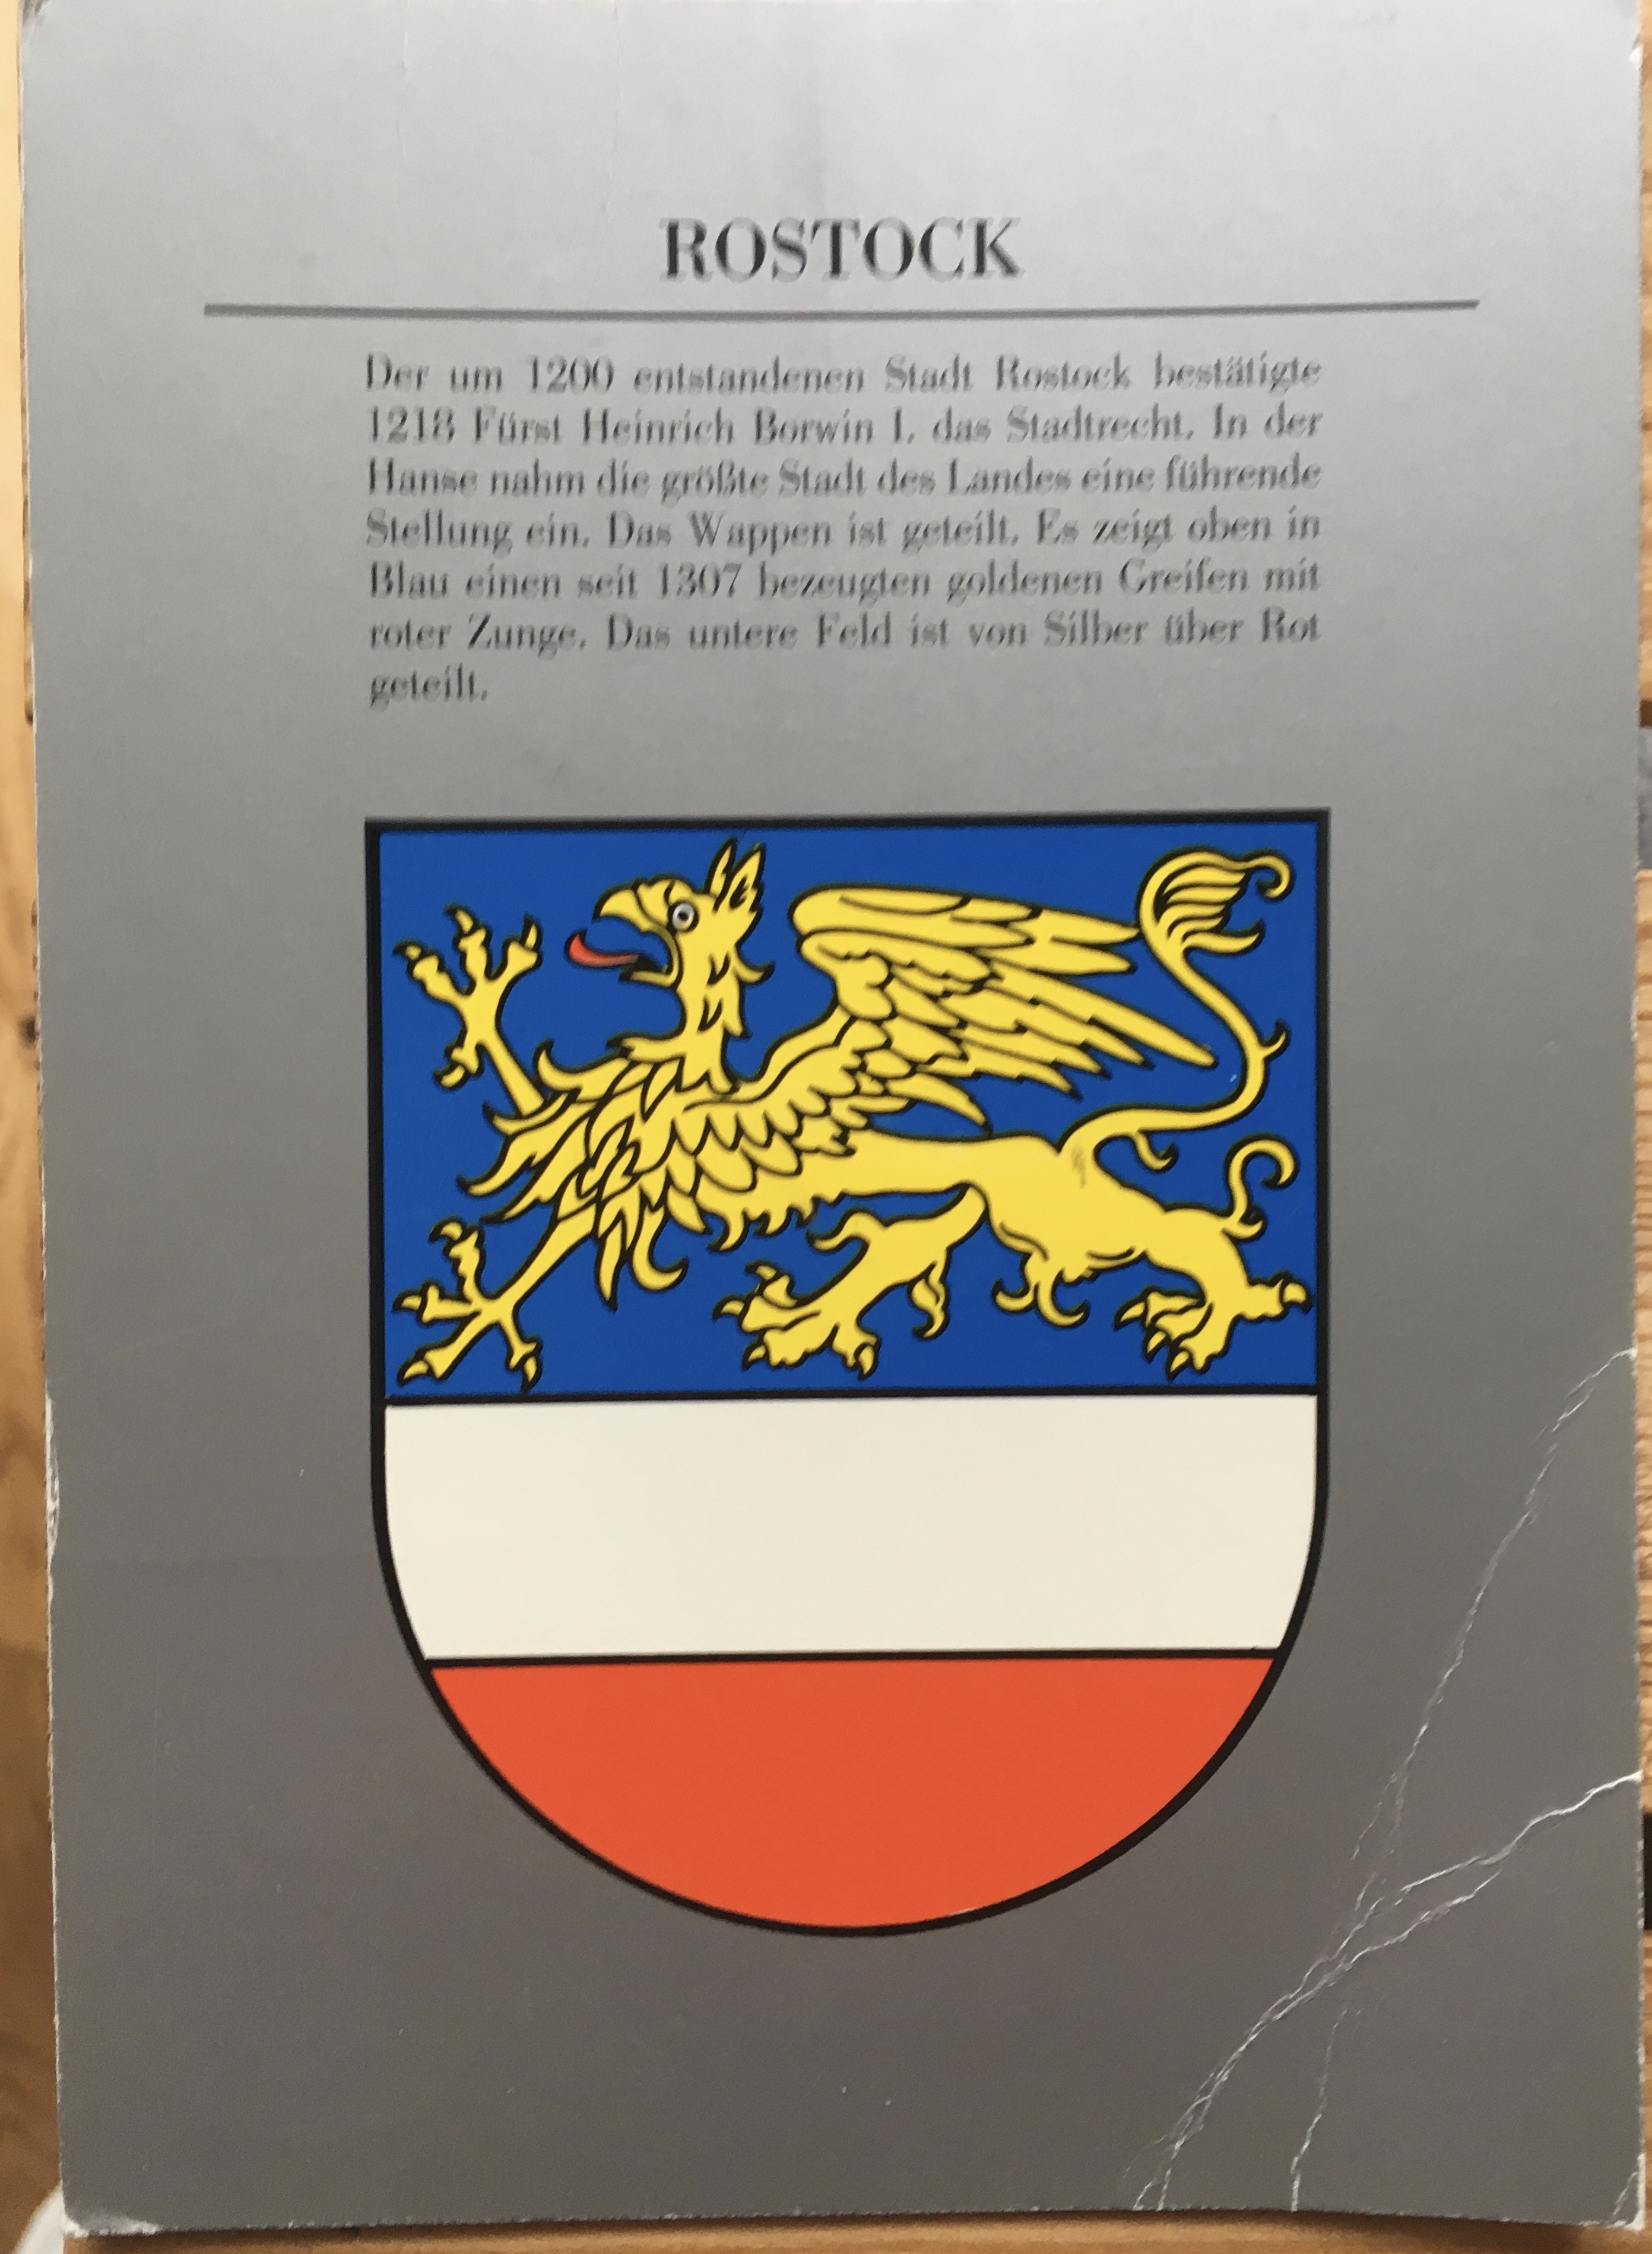 ROSTOCK
Der um 1200 entstandenen Stadt Rostock bestätigte
1218 Fürst Heinrich Borwin I. das Stadtrecht. In der
Hanse nahm die größte Stadt des Landes eine führende
Stellung ein. Das Wappen ist geteilt. Es zeigt oben in
Blau einen seit 1307 bezeugten goldenen Greifen mit
roter Zunge. Das untere Feld ist von Silber über Rot
geteilt.